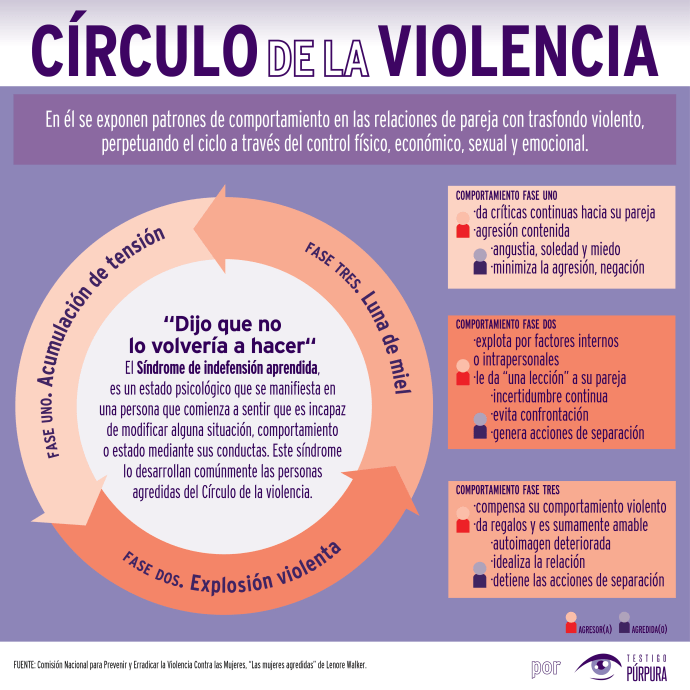 CÍRCULO DE LA VIOLENCIA
En él se exponen patrones de comportamiento en las relaciones de pareja con trasfondo violento,
perpetuando el ciclo a través del control físico, económico, sexual y emocional.
FASE UNO. Acumulación de tensión
FASE TRES. Luna de miel
FASE DOS. Explosión violenta
“Dijo que no
lo volvería a hacer“
El Síndrome de indefensión aprendida,
es un estado psicológico que se manifiesta en
una persona que comienza a sentir que es incapaz
de modificar alguna situación, comportamiento
o estado mediante sus conductas. Este síndrome
lo desarrollan comúnmente las personas
agredidas del Círculo de la violencia.
COMPORTAMIENTO FASE UNO
·da críticas continuas hacia su pareja
·agresión contenida
·angustia, soledad y miedo
·minimiza la agresión, negación
COMPORTAMIENTO FASE DOS
·explota por factores internos
o intrapersonales
·le da “una lección” a su pareja
·incertidumbre continua
·evita confrontación
·genera acciones de separación
COMPORTAMIENTO FASE TRES
·compensa su comportamiento violento
·da regalos y es sumamente amable
·autoimagen deteriorada
·idealiza la relación
·detiene las acciones de separación
AGRESOR(A) AGREDIDA(O)
FUENTE: Comisión Nacional para Prevenir y Erradicar la Violencia Contra las Mujeres, “Las mujeres agredidas” de Lenore Walker.
por TESTIGO
PÚRPURA